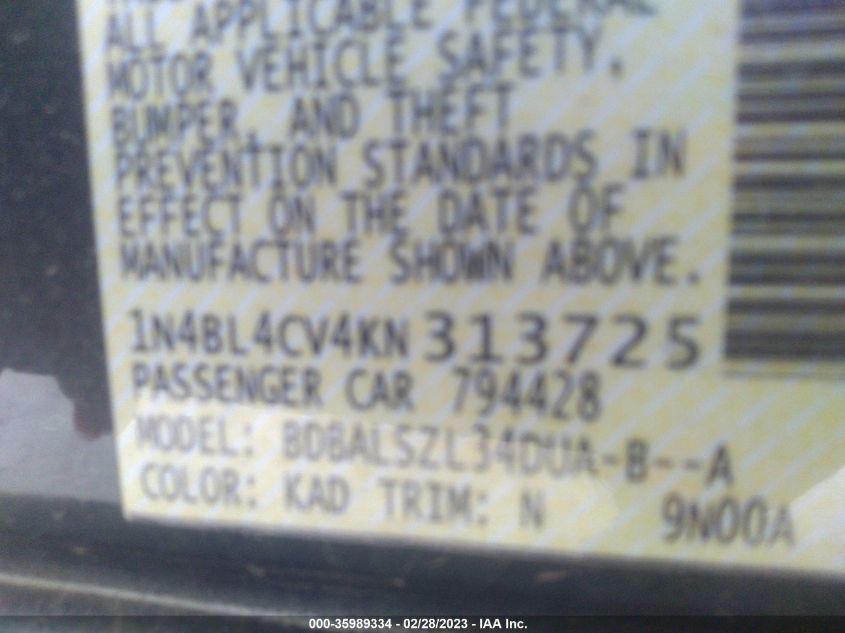 ALL APPLICABLE FEDERAL
MOTOR VEHICLE SAFETY,
BUMPER, AND THEFT
PREVENTION STANDARDS IN
EFFECT ON THE DATE OF
MANUFACTURE SHOWN ABOVE.
1N4BL4CV4KN313725
PASSENGER CAR 794428
MODEL: BDBALSZL34DUA-B--A
COLOR: KAD TRIM: N 9N00A
000-35989334 - 02/28/2023 - IAA Inc.